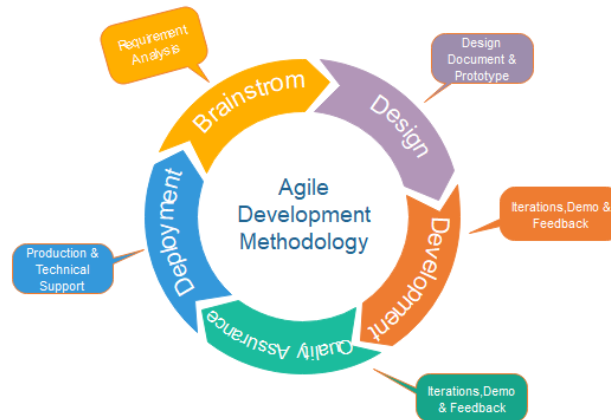 Requirement
Analysis
Brainstrom
Design
Document &
Prototype
Design
Agile
Development
Methodology
Iterations,Demo &
Feedback
Development
Deployment
Production &
Technical
Support
Quality Assurance
Iterations,Demo
& Feedback